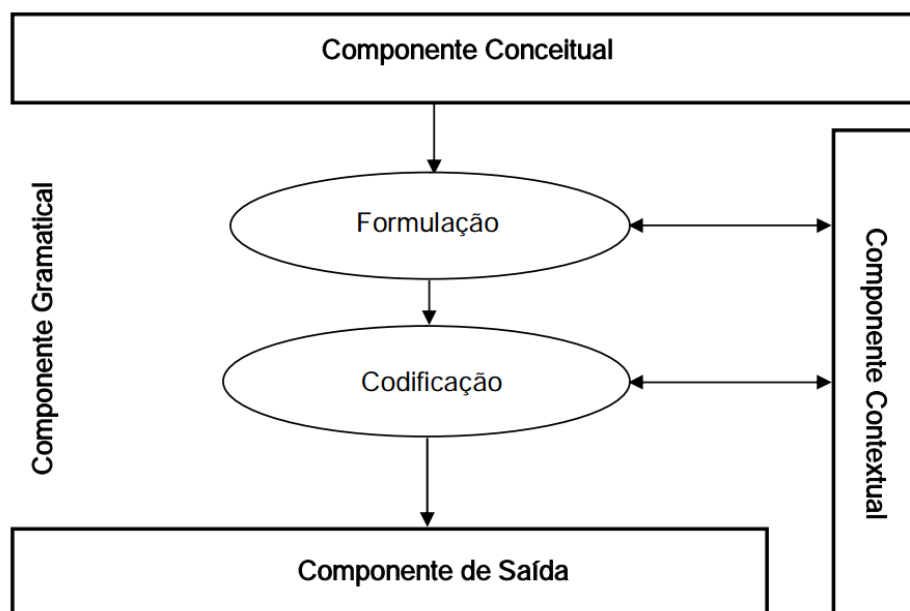 Componente Conceitual
Componente Gramatical
Formulação
Codificação
Componente Contextual
Componente de Saída